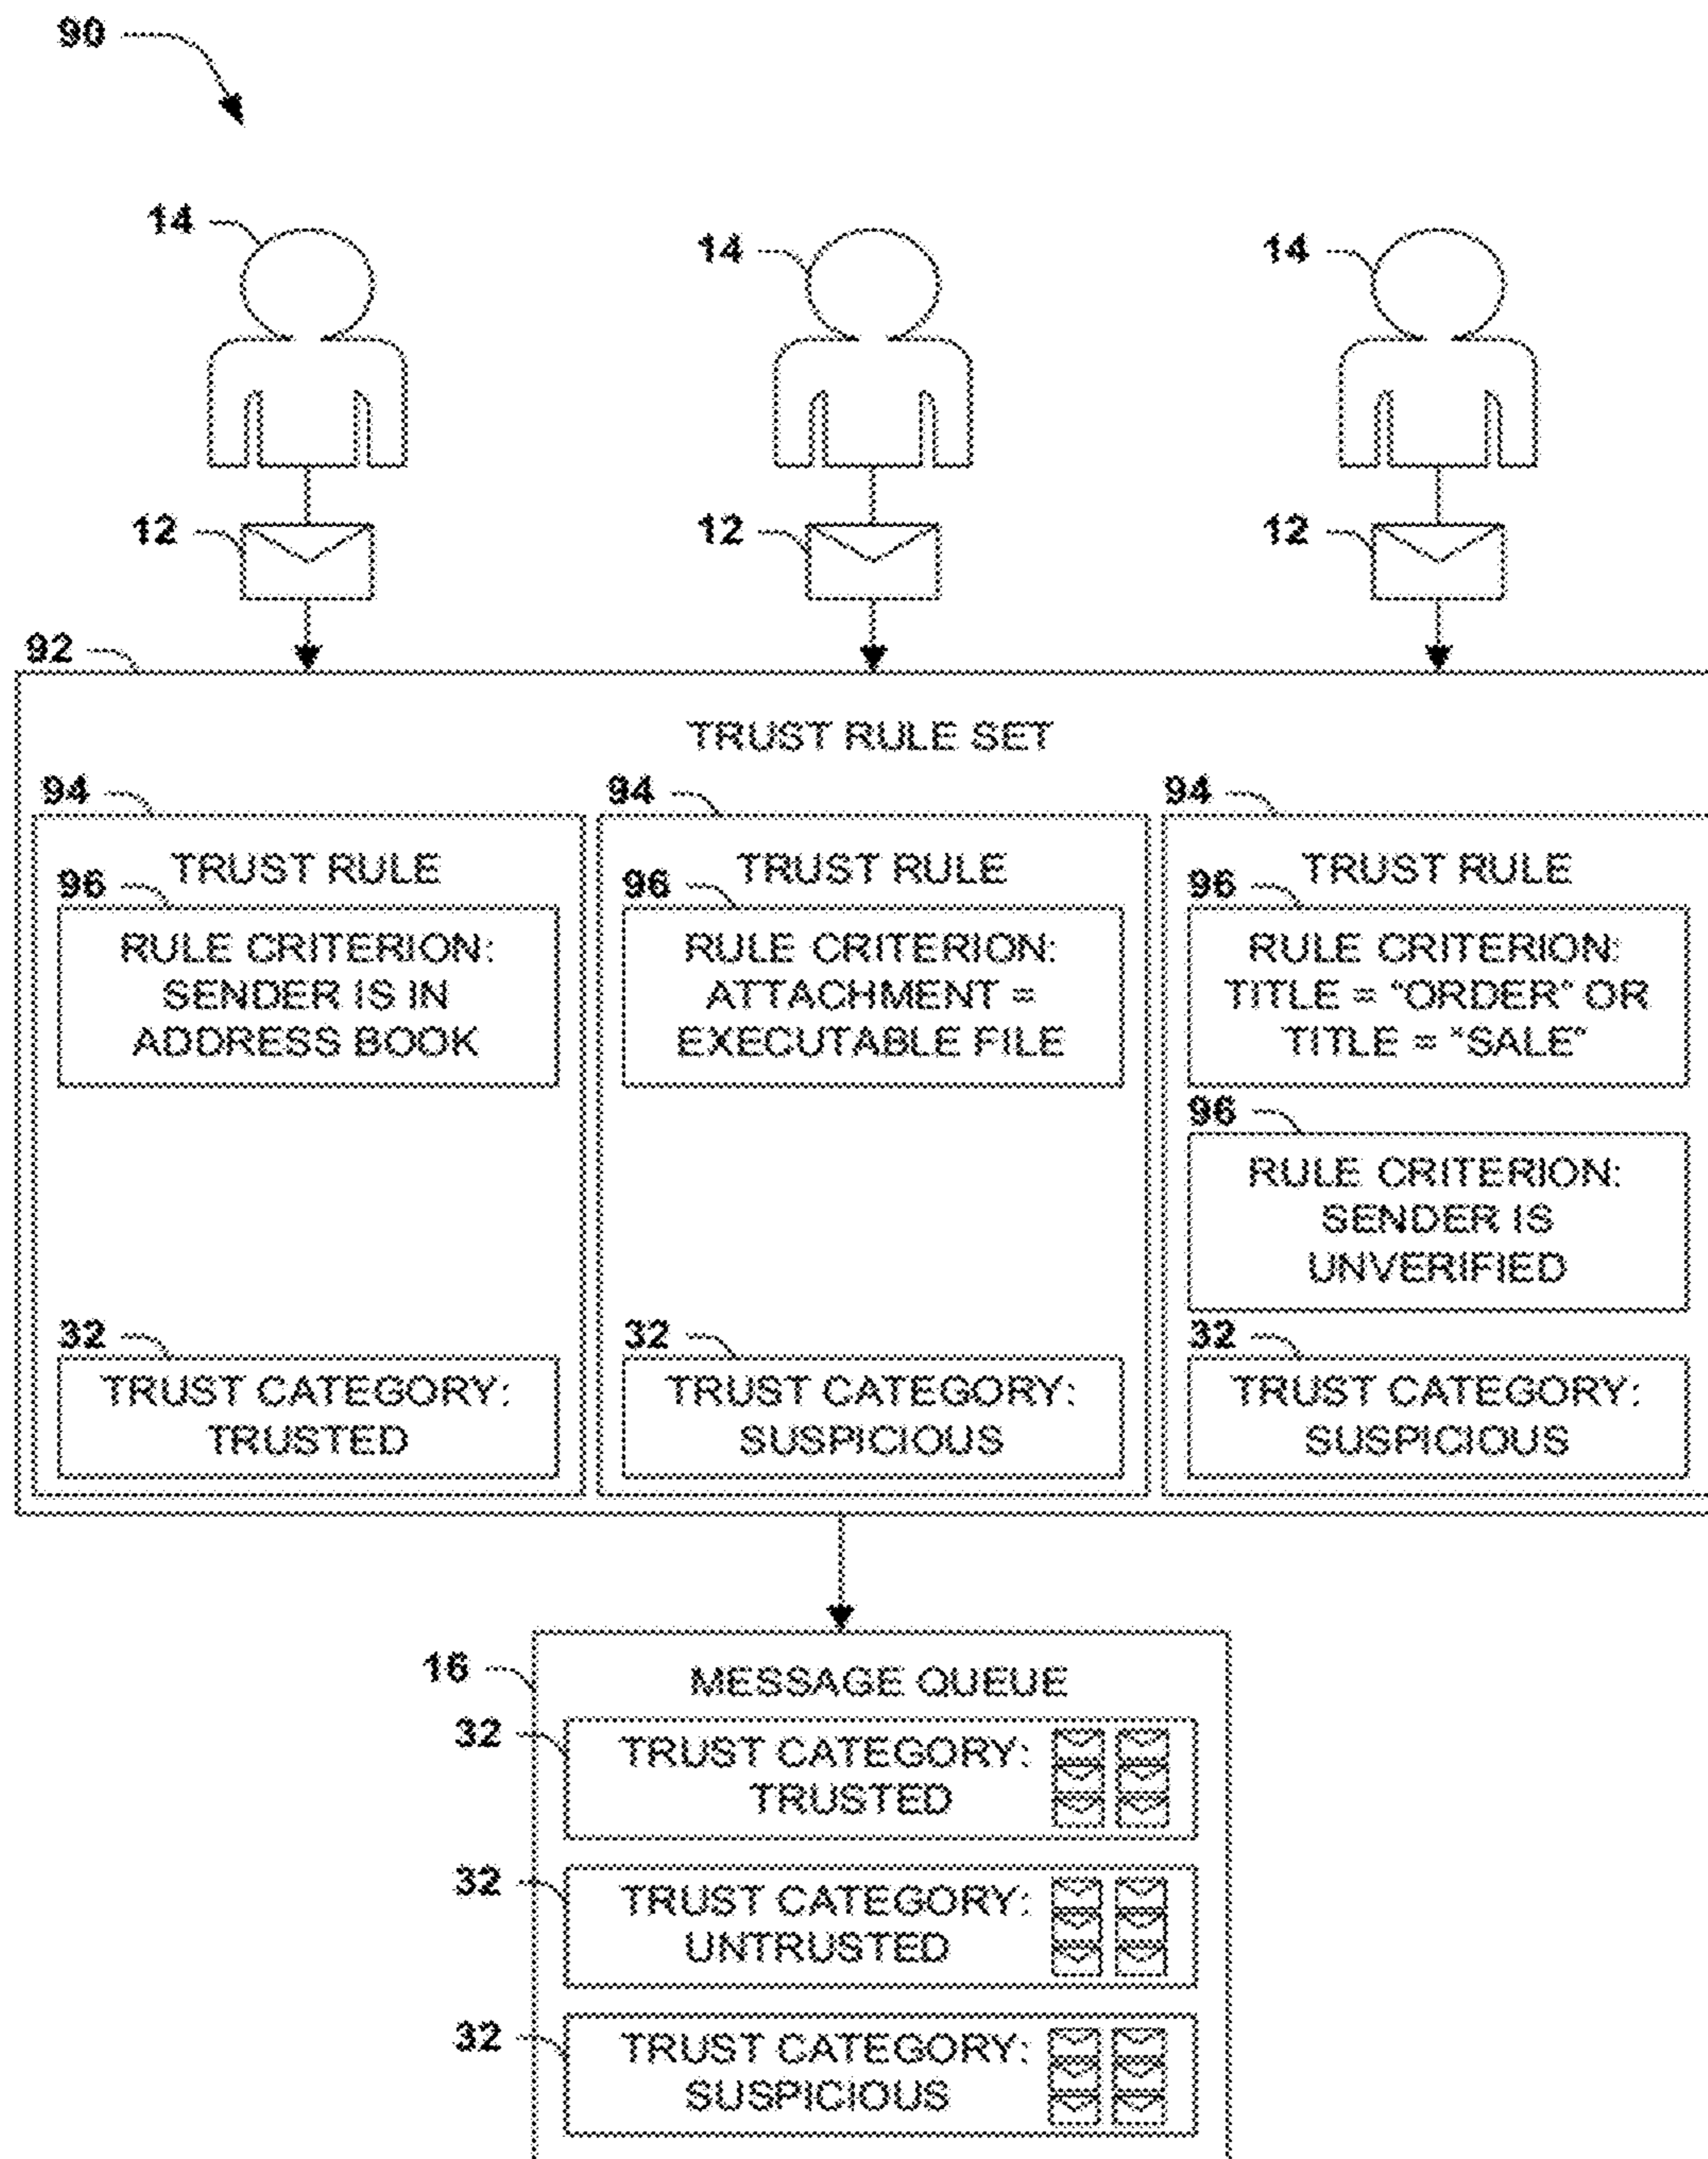 90
14
14
14
12
12
12
92
TRUST RULE SET
94
94
94
TRUST RULE
TRUST RULE
TRUST RULE
96
96
96
RULE CRITERION:
SENDER IS IN
ADDRESS BOOK
RULE CRITERION:
ATTACHMENT =
EXECUTABLE FILE
RULE CRITERION:
TITLE = "ORDER" OR
TITLE = "SALE"
96
RULE CRITERION:
SENDER IS
UNVERIFIED
32
32
32
TRUST CATEGORY:
TRUSTED
TRUST CATEGORY:
SUSPICIOUS
TRUST CATEGORY:
SUSPICIOUS
16
MESSAGE QUEUE
32
TRUST CATEGORY:
TRUSTED
32
TRUST CATEGORY:
UNTRUSTED
32
TRUST CATEGORY:
SUSPICIOUS